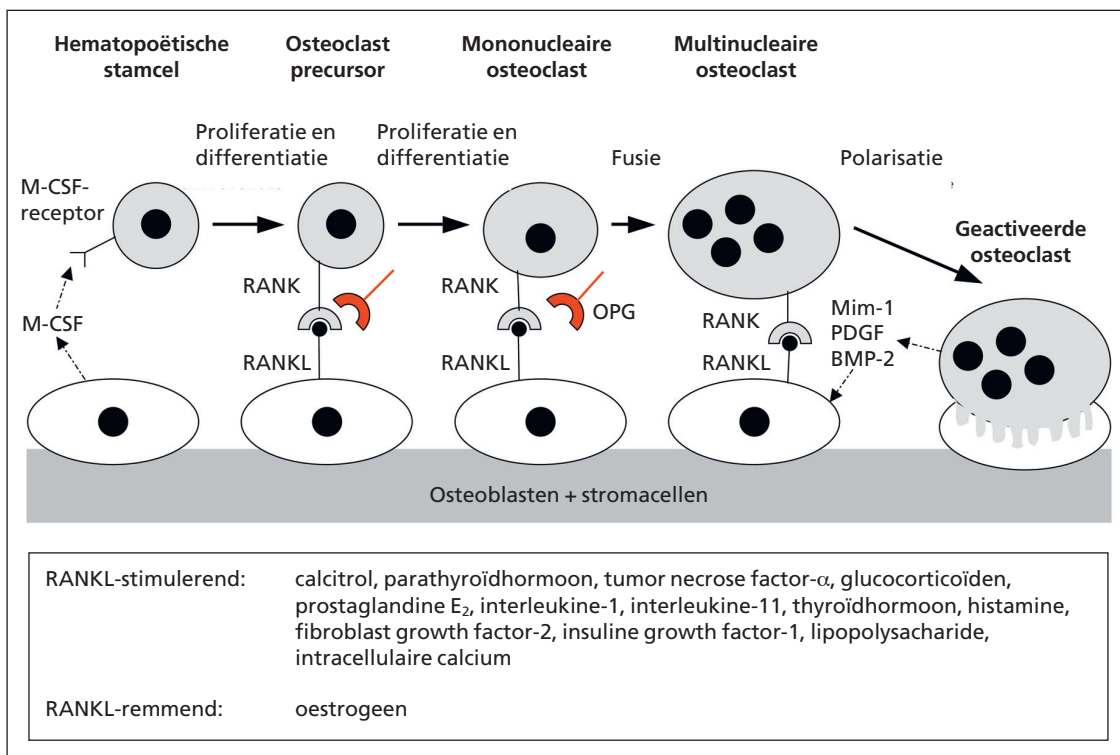 Hematopoëtische
stamcel
Osteoclast
precursor
Mononucleaire
osteoclast
Multinucleaire
osteoclast
Proliferatie en
differentiatie
Proliferatie en
differentiatie
Fusie
Polarisatie
M-CSF-
receptor
Geactiveerde
osteoclast
RANK
RANK
OPG
M-CSF
RANK
Mim-1
PDGF
BMP-2
RANKL
RANKL
RANKL
Osteoblasten + stromacellen
RANKL-stimulerend: calcitrol, parathyroïdhormoon, tumor necrose factor-α, glucocorticoïden,
prostaglandine E₂, interleukine-1, interleukine-11, thyroïdhormoon, histamine,
fibroblast growth factor-2, insuline growth factor-1, lipopolysacharide,
intracellulaire calcium
RANKL-remmend: oestrogeen